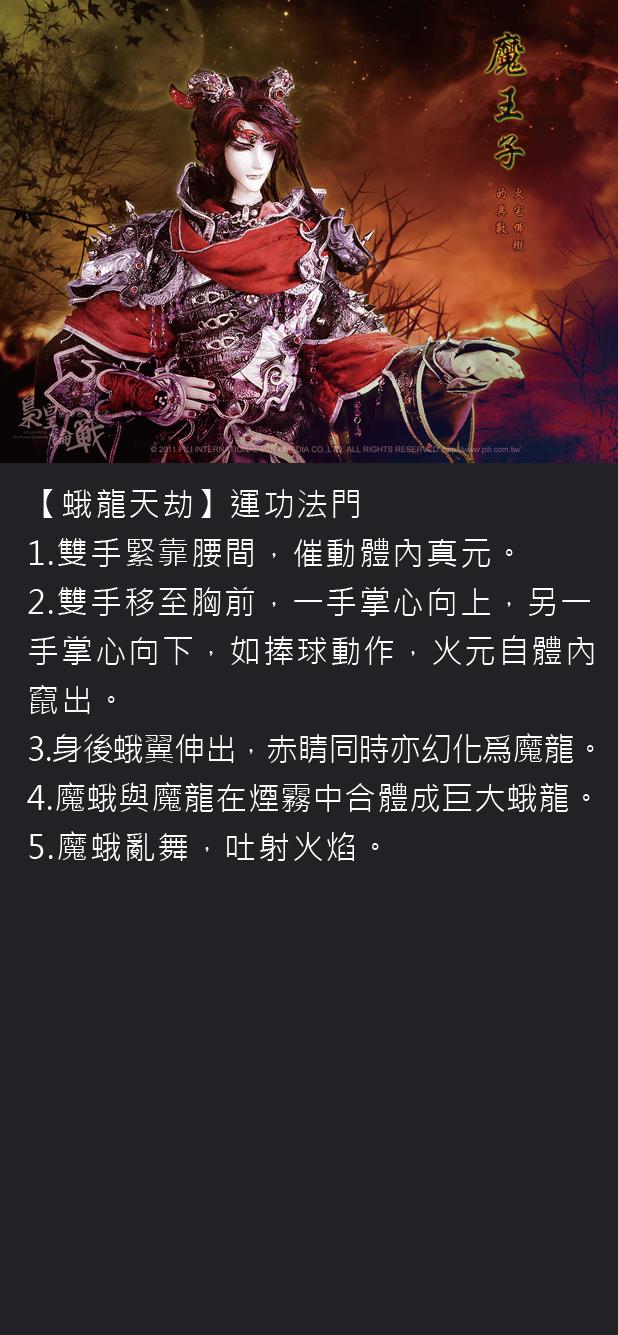 魔王子
火宅佛獄
的真數
梟皇論戰
© 2011 PILI INTERNATIONAL MULTIMEDIA CO., LTD. ALL RIGHTS RESERVED. http://www.pili.com.tw/
【蛾龍天劫】運功法門
1.雙手緊靠腰間，催動體內真元。
2.雙手移至胸前，一手掌心向上，另一
手掌心向下，如捧球動作，火元自體內
竄出。
3.身後蛾翼伸出，赤睛同時亦幻化爲魔龍。
4.魔蛾與魔龍在煙霧中合體成巨大蛾龍。
5.魔蛾亂舞，吐射火焰。